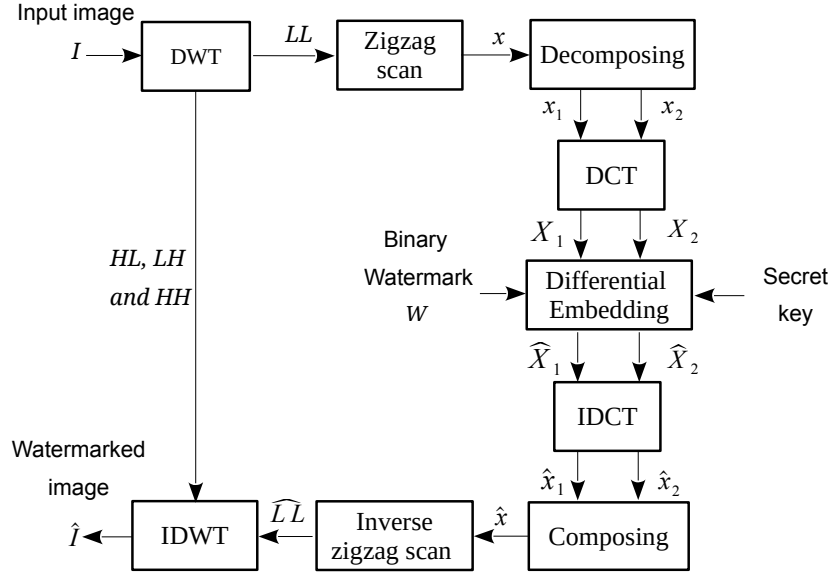 Input image
I
DWT
LL
Zigzag
scan
x
Decomposing
x₁
x₂
DCT
X₁
X₂
HL, LH
and HH
Binary
Watermark
W
Differential
Embedding
Secret
key
X̂₁
X̂₂
IDCT
x̂₁
x̂₂
Watermarked
image
Î
IDWT
L͡L
Inverse
zigzag scan
x̂
Composing